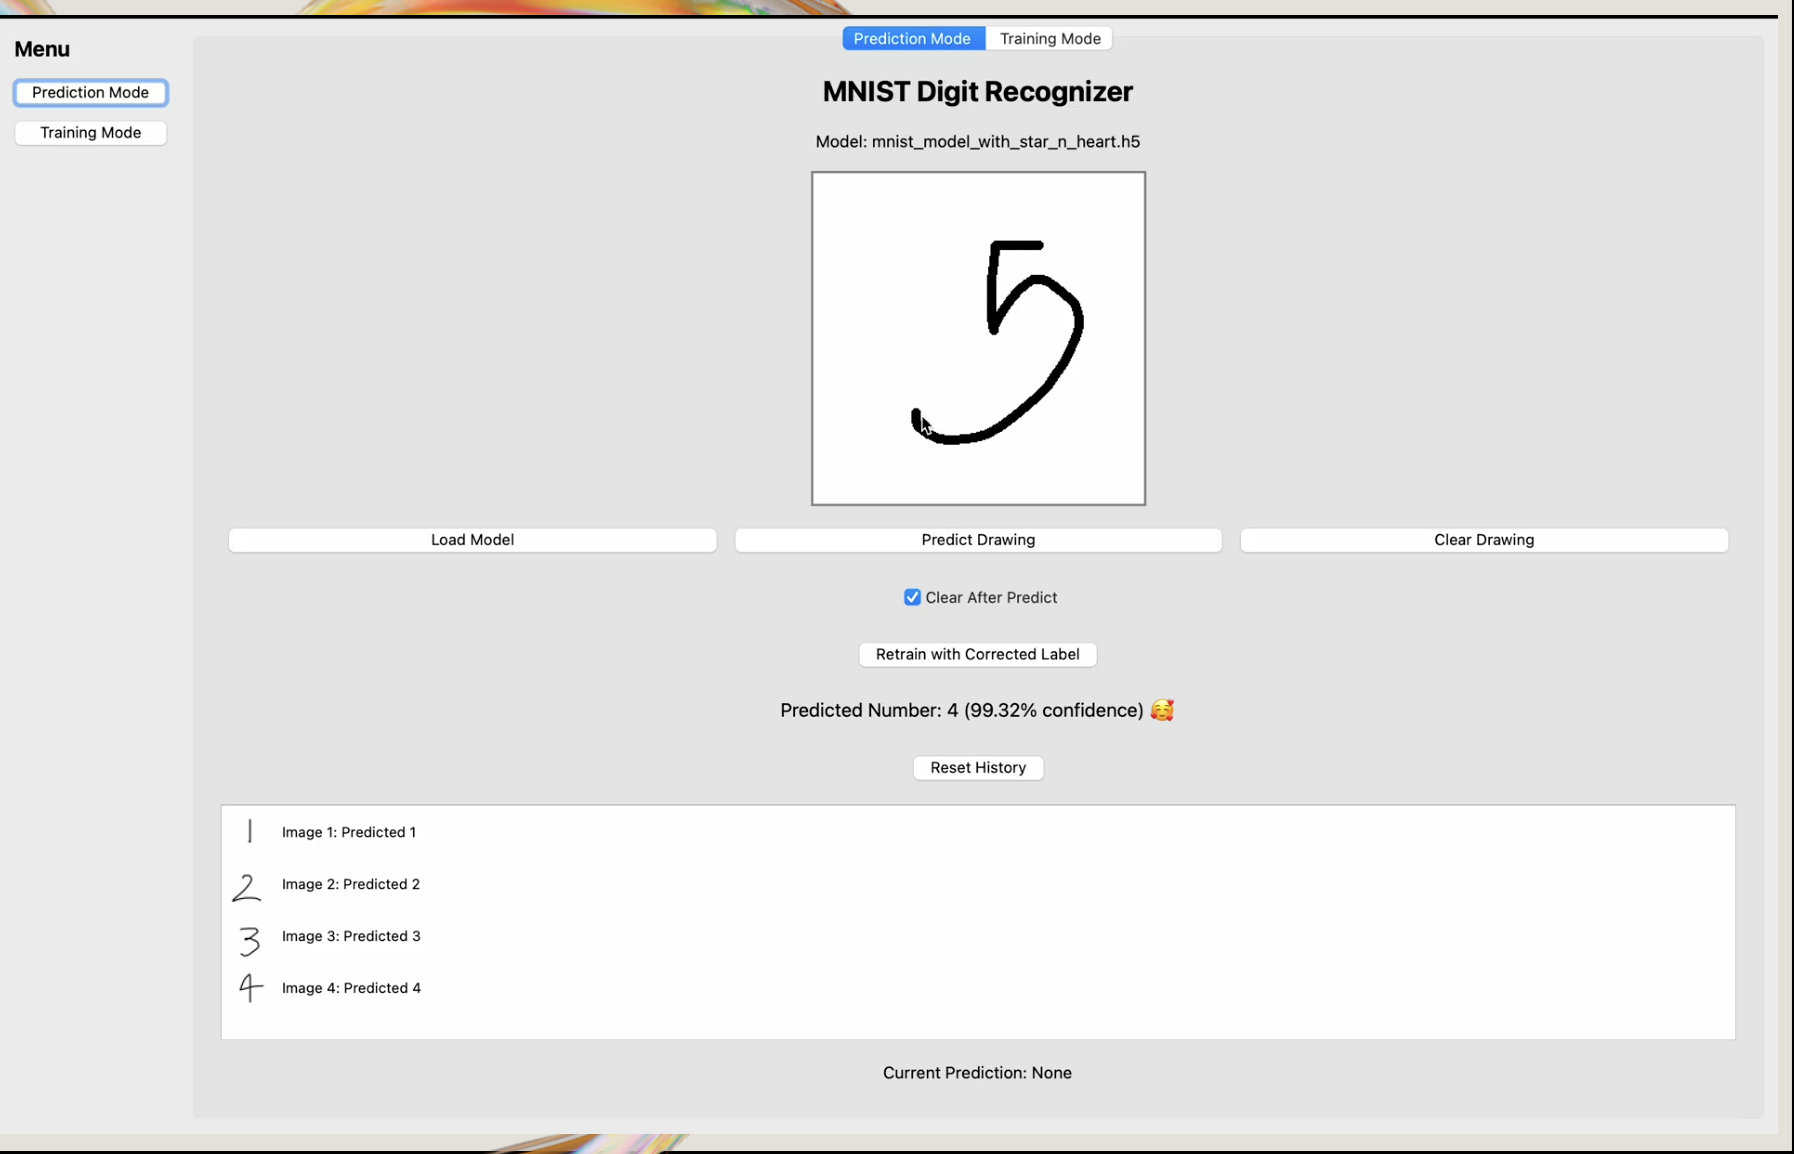 Menu
Prediction Mode
Training Mode
Prediction Mode Training Mode
MNIST Digit Recognizer
Model: mnist_model_with_star_n_heart.h5
5
Load Model Predict Drawing Clear Drawing
Clear After Predict
Retrain with Corrected Label
Predicted Number: 4 (99.32% confidence) 🥰
Reset History
1 Image 1: Predicted 1
2 Image 2: Predicted 2
3 Image 3: Predicted 3
4 Image 4: Predicted 4
Current Prediction: None